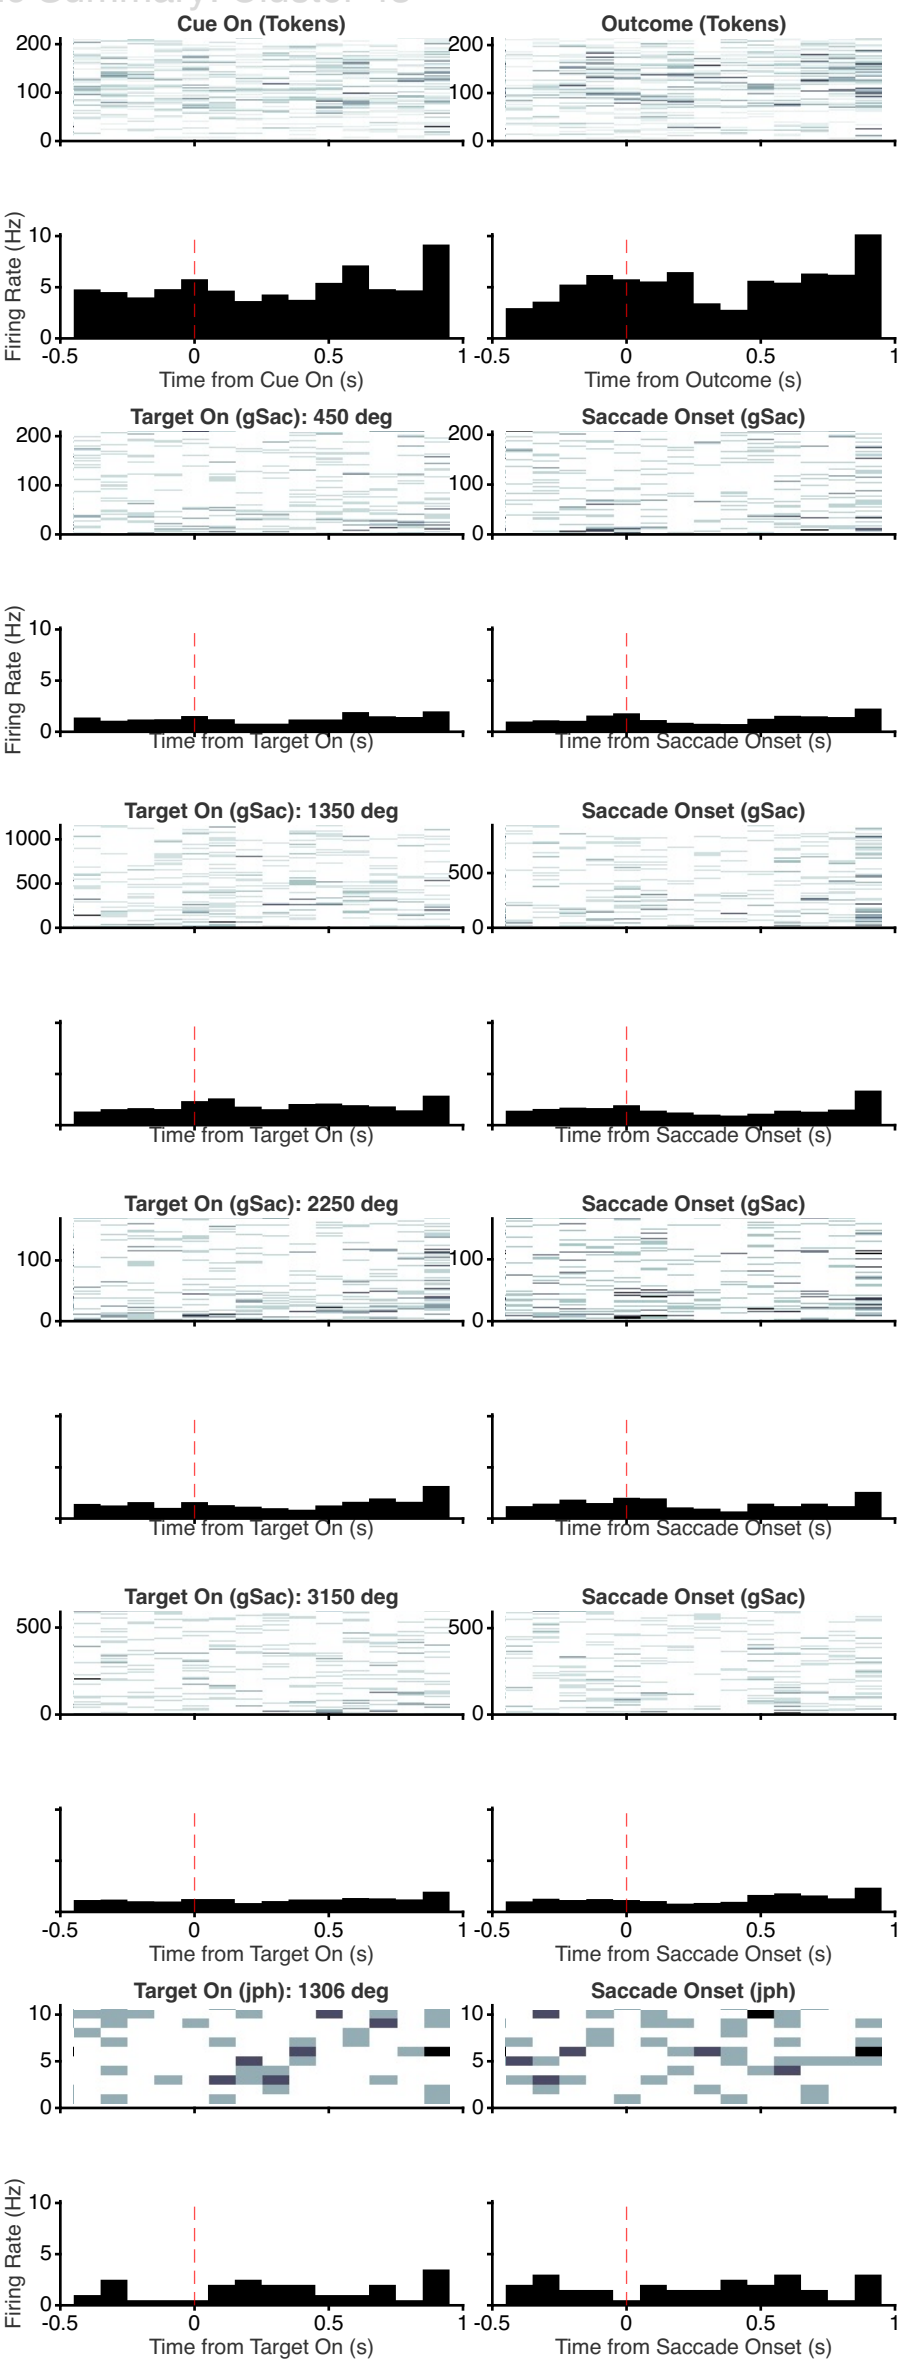 Summary: Cluster
Cue On (Tokens) Outcome (Tokens)
200 200
100 100
0 0
Firing Rate (Hz)
10
5
0
-0.5 0 0.5 1 -0.5 0 0.5 1
Time from Cue On (s) Time from Outcome (s)
Target On (gSac): 450 deg Saccade Onset (gSac)
200 200
100 100
0 0
Firing Rate (Hz)
10
5
0
Time from Target On (s) Time from Saccade Onset (s)
Target On (gSac): 1350 deg Saccade Onset (gSac)
1000
500 500
0 0
Time from Target On (s) Time from Saccade Onset (s)
Target On (gSac): 2250 deg Saccade Onset (gSac)
100 100
0 0
Time from Target On (s) Time from Saccade Onset (s)
Target On (gSac): 3150 deg Saccade Onset (gSac)
500 500
0 0
-0.5 0 0.5 1 -0.5 0 0.5 1
Time from Target On (s) Time from Saccade Onset (s)
Target On (jph): 1306 deg Saccade Onset (jph)
10 10
5 5
0 0
Firing Rate (Hz)
10
5
0
-0.5 0 0.5 1 -0.5 0 0.5 1
Time from Target On (s) Time from Saccade Onset (s)